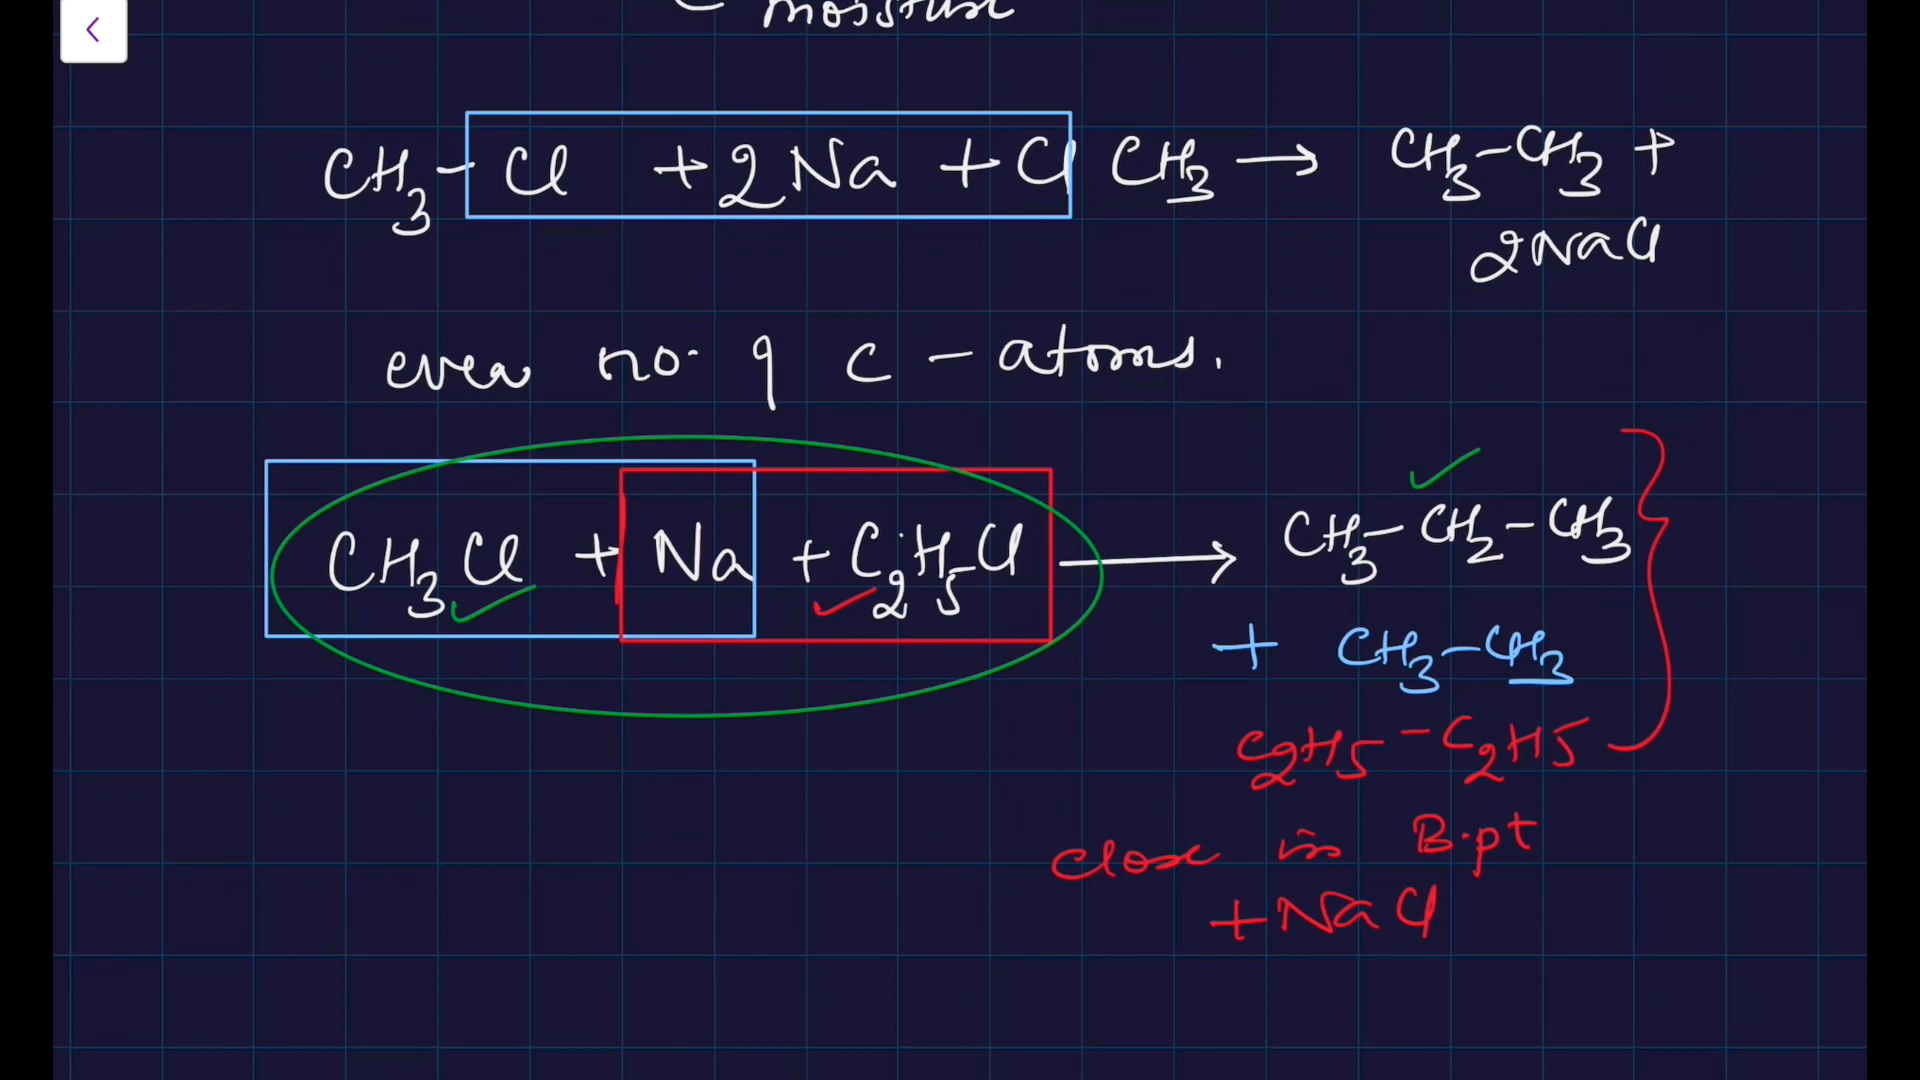 moisture
CH₃-Cl + 2Na + Cl CH₃ → CH₃-CH₃ +
2NaCl
even no. of C-atoms.
CH₃Cl + Na + C₂H₅Cl → CH₃-CH₂-CH₃
+ CH₃-CH₃
C₂H₅-C₂H₅
close in B.pt
+NaCl